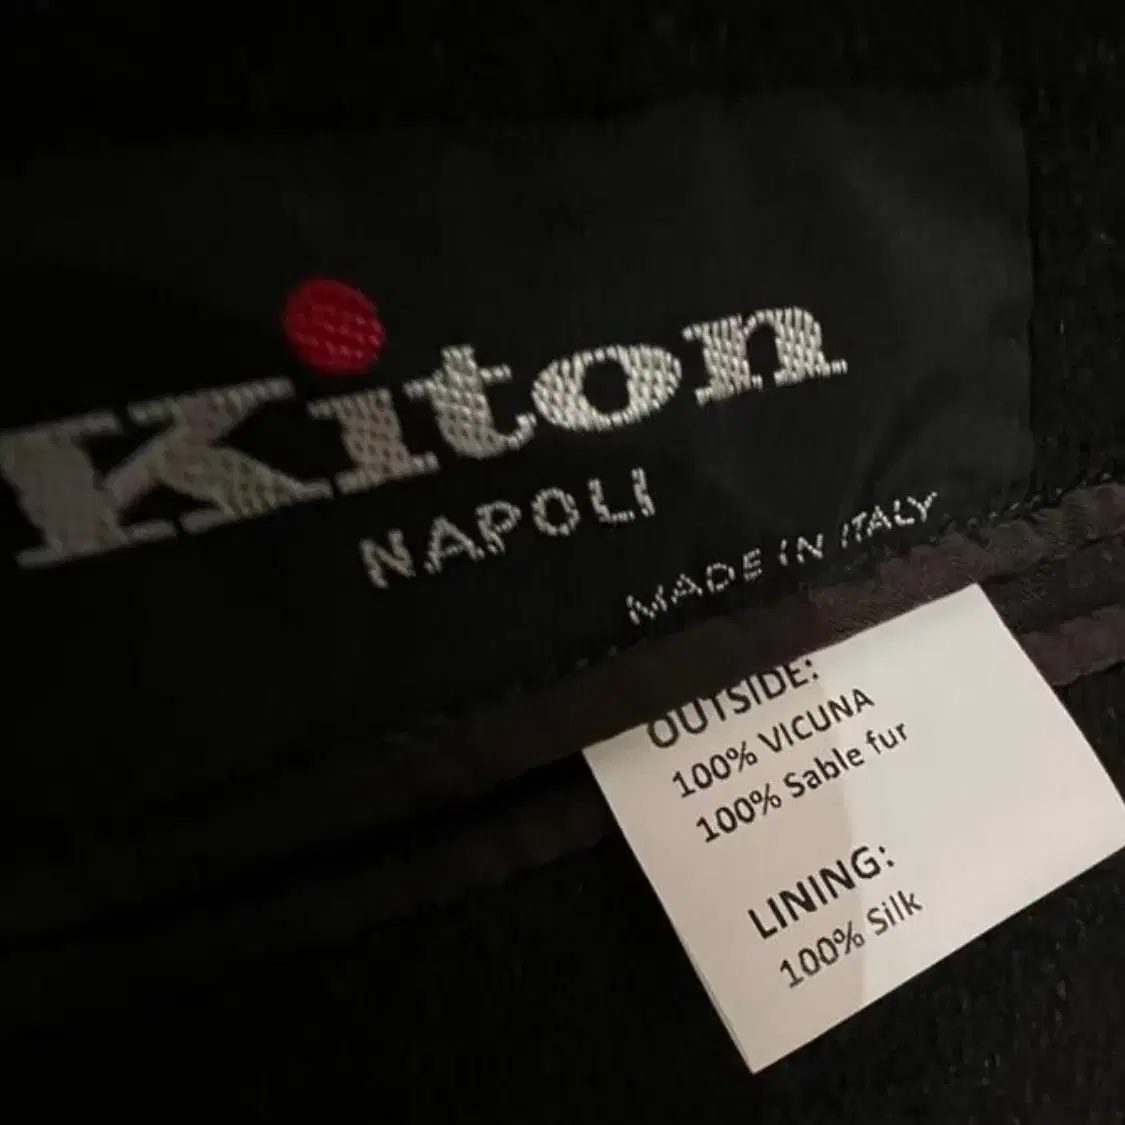 Kiton
NAPOLI
MADE IN ITALY
OUTSIDE:
100% VICUNA
100% Sable fur
LINING:
100% Silk